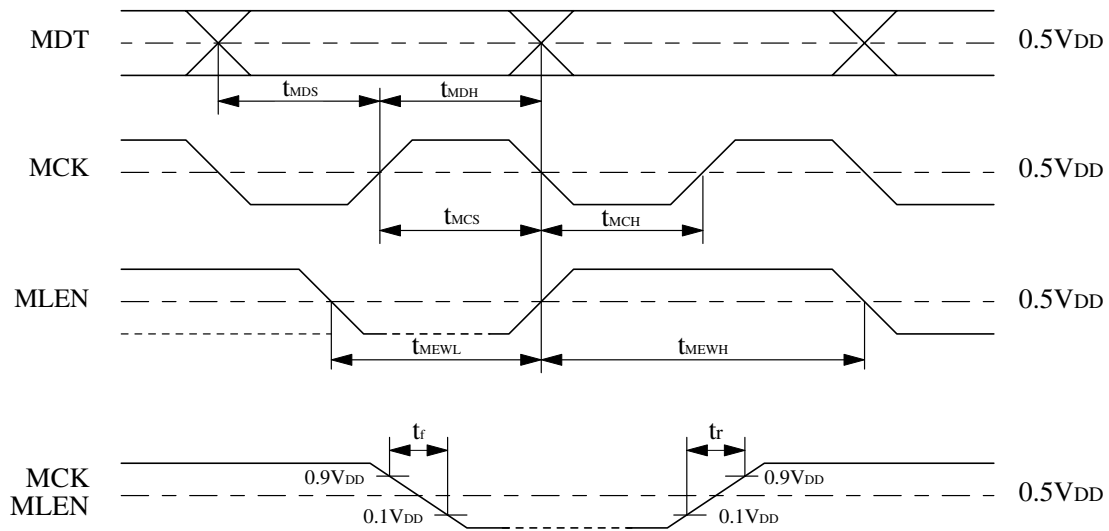 MDT 0.5VDD
tMDS tMDH
MCK 0.5VDD
tMCS tMCH
MLEN 0.5VDD
tMEWL tMEWH
tf tr
MCK 0.9VDD 0.9VDD
MLEN 0.5VDD
0.1VDD 0.1VDD